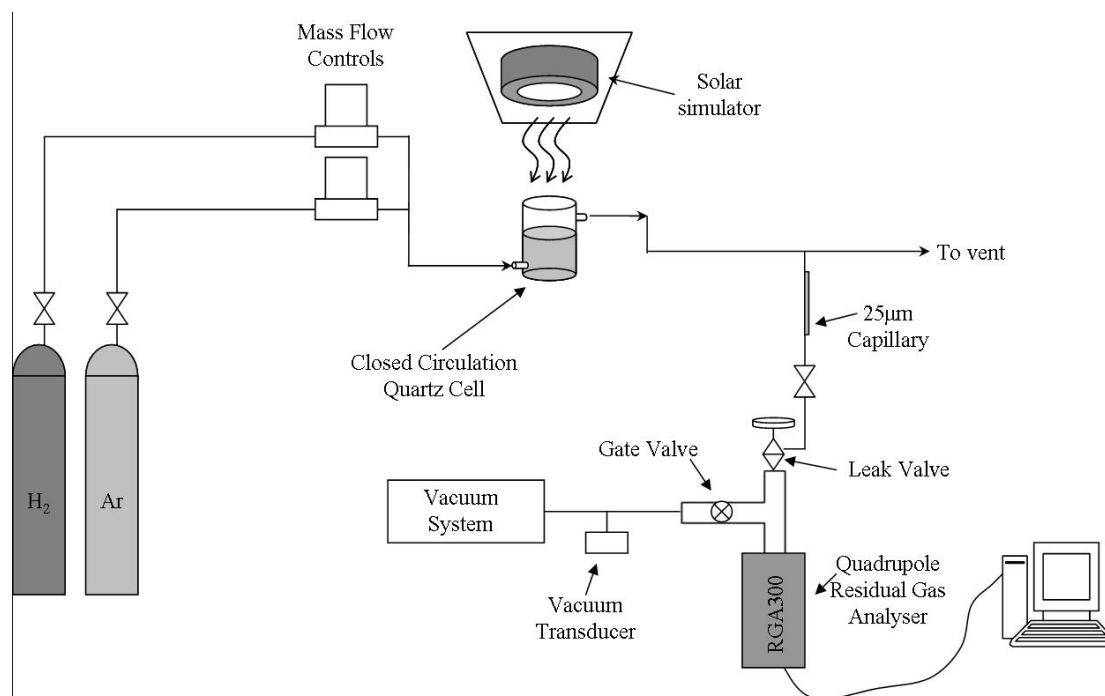 Mass Flow
Controls
Solar
simulator
To vent
25μm
Capillary
Closed Circulation
Quartz Cell
Gate Valve
Leak Valve
H₂
Ar
Vacuum
System
Quadrupole
Residual Gas
Analyser
Vacuum
Transducer
RGA300